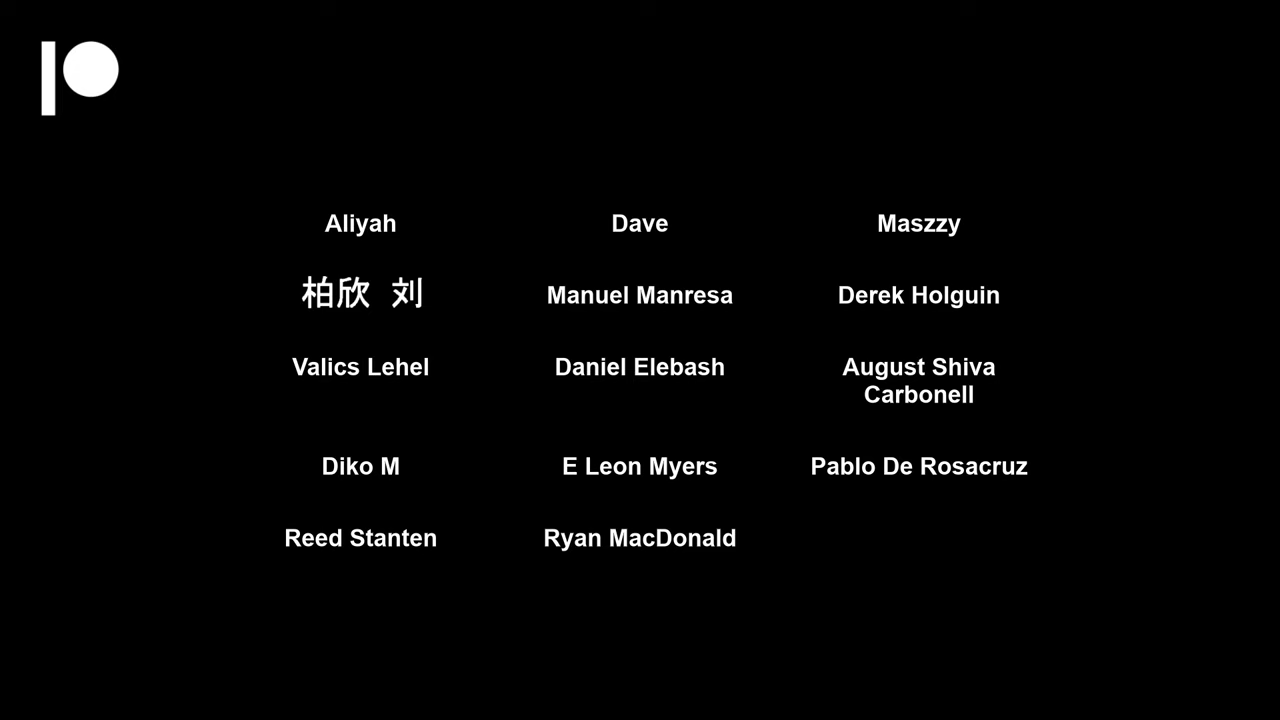 Aliyah Dave Maszzy
柏欣 刘 Manuel Manresa Derek Holguin
Valics Lehel Daniel Elebash August Shiva
Carbonell
Diko M E Leon Myers Pablo De Rosacruz
Reed Stanten Ryan MacDonald